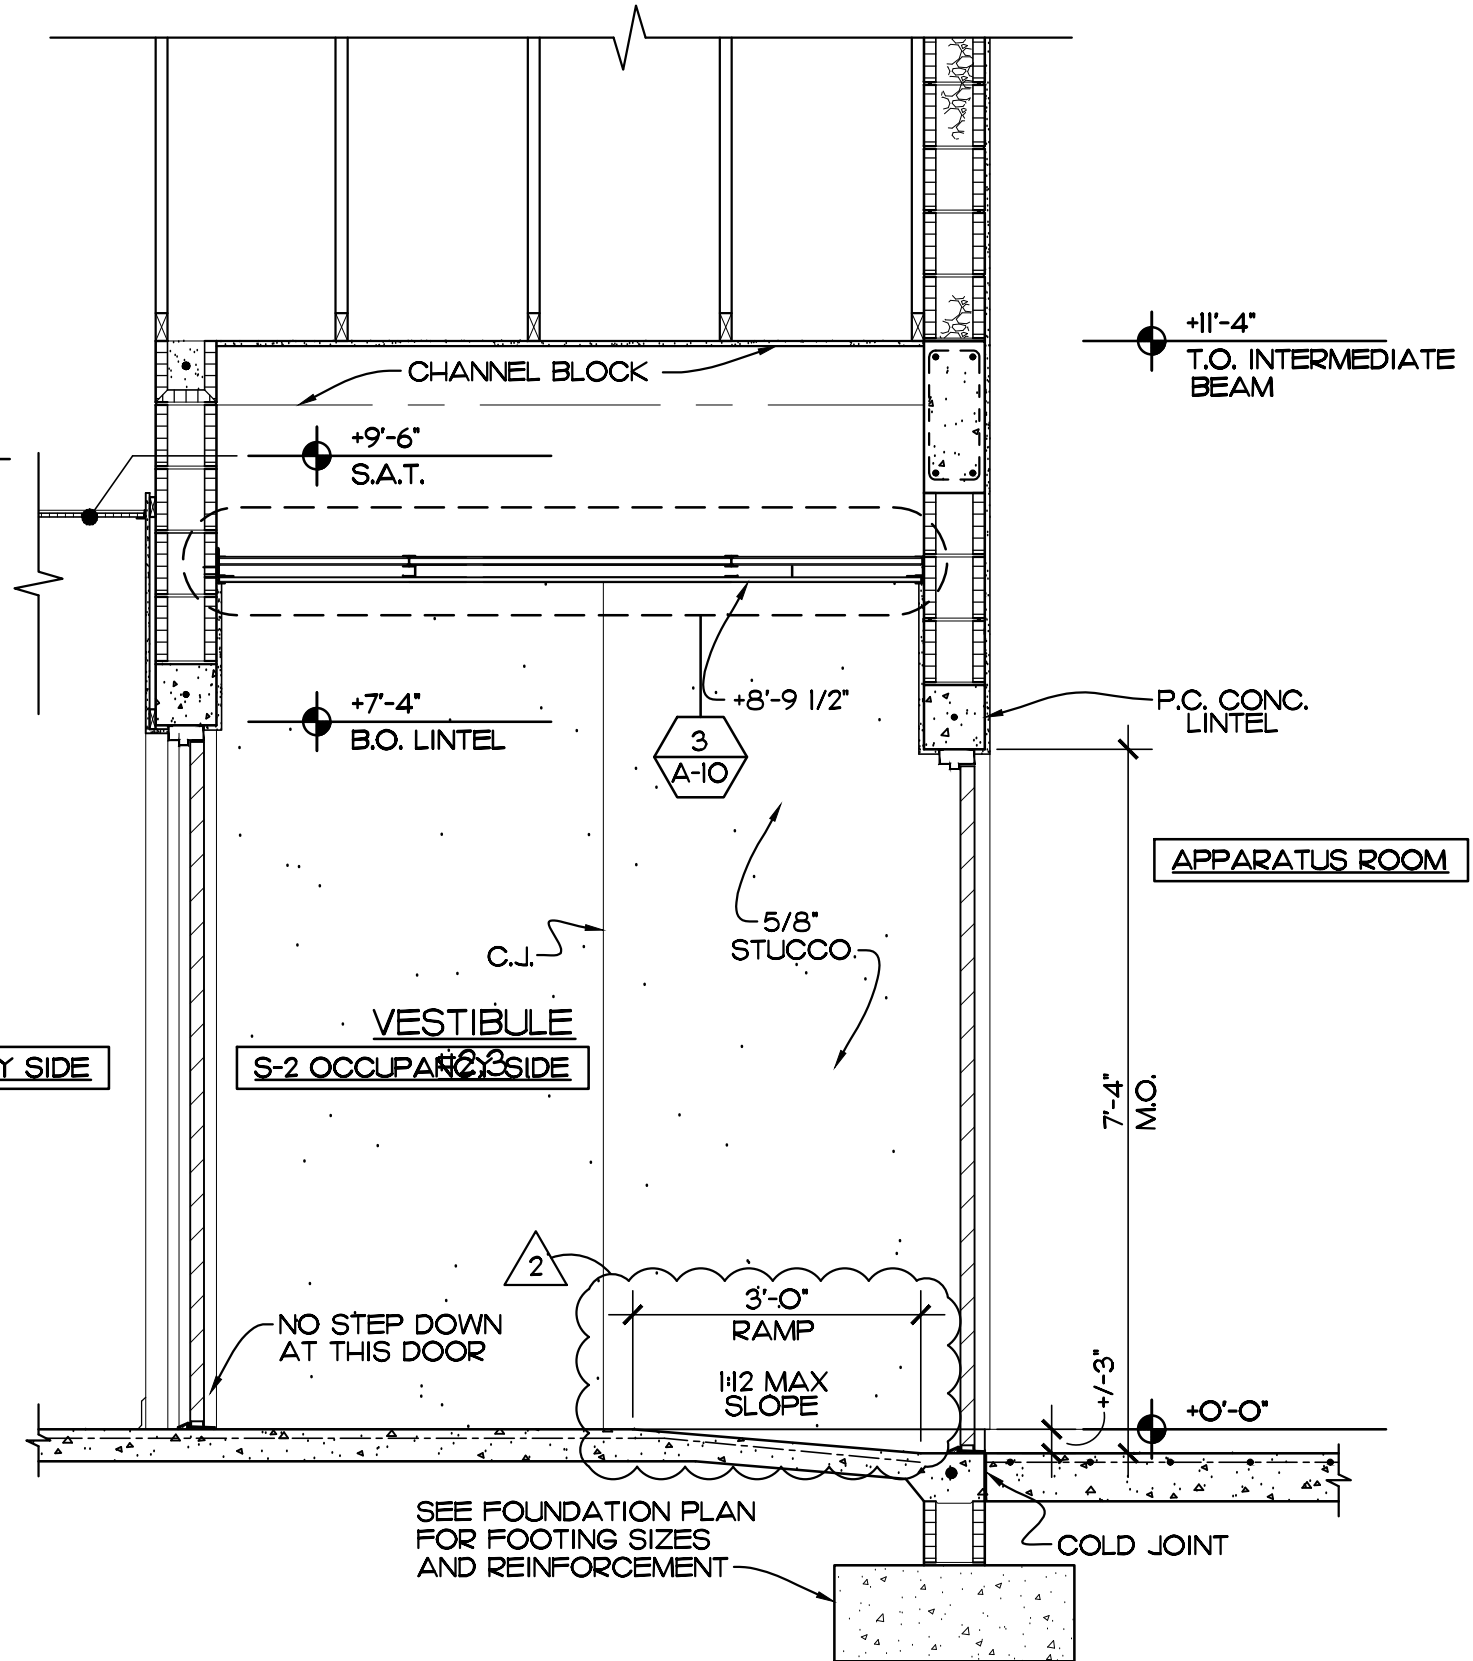 +11'-4"
T.O. INTERMEDIATE
BEAM
CHANNEL BLOCK
+9'-6"
S.A.T.
+8'-9 1/2"
P.C. CONC.
LINTEL
+7'-4"
B.O. LINTEL
3
A-10
APPARATUS ROOM
5/8"
STUCCO
C.J.
VESTIBULE
#23
Y SIDE
S-2 OCCUPANCY SIDE
7'-4"
M.O.
2
3'-0"
RAMP
1:12 MAX
SLOPE
NO STEP DOWN
AT THIS DOOR
+/-3"
+0'-0"
SEE FOUNDATION PLAN
FOR FOOTING SIZES
AND REINFORCEMENT
COLD JOINT